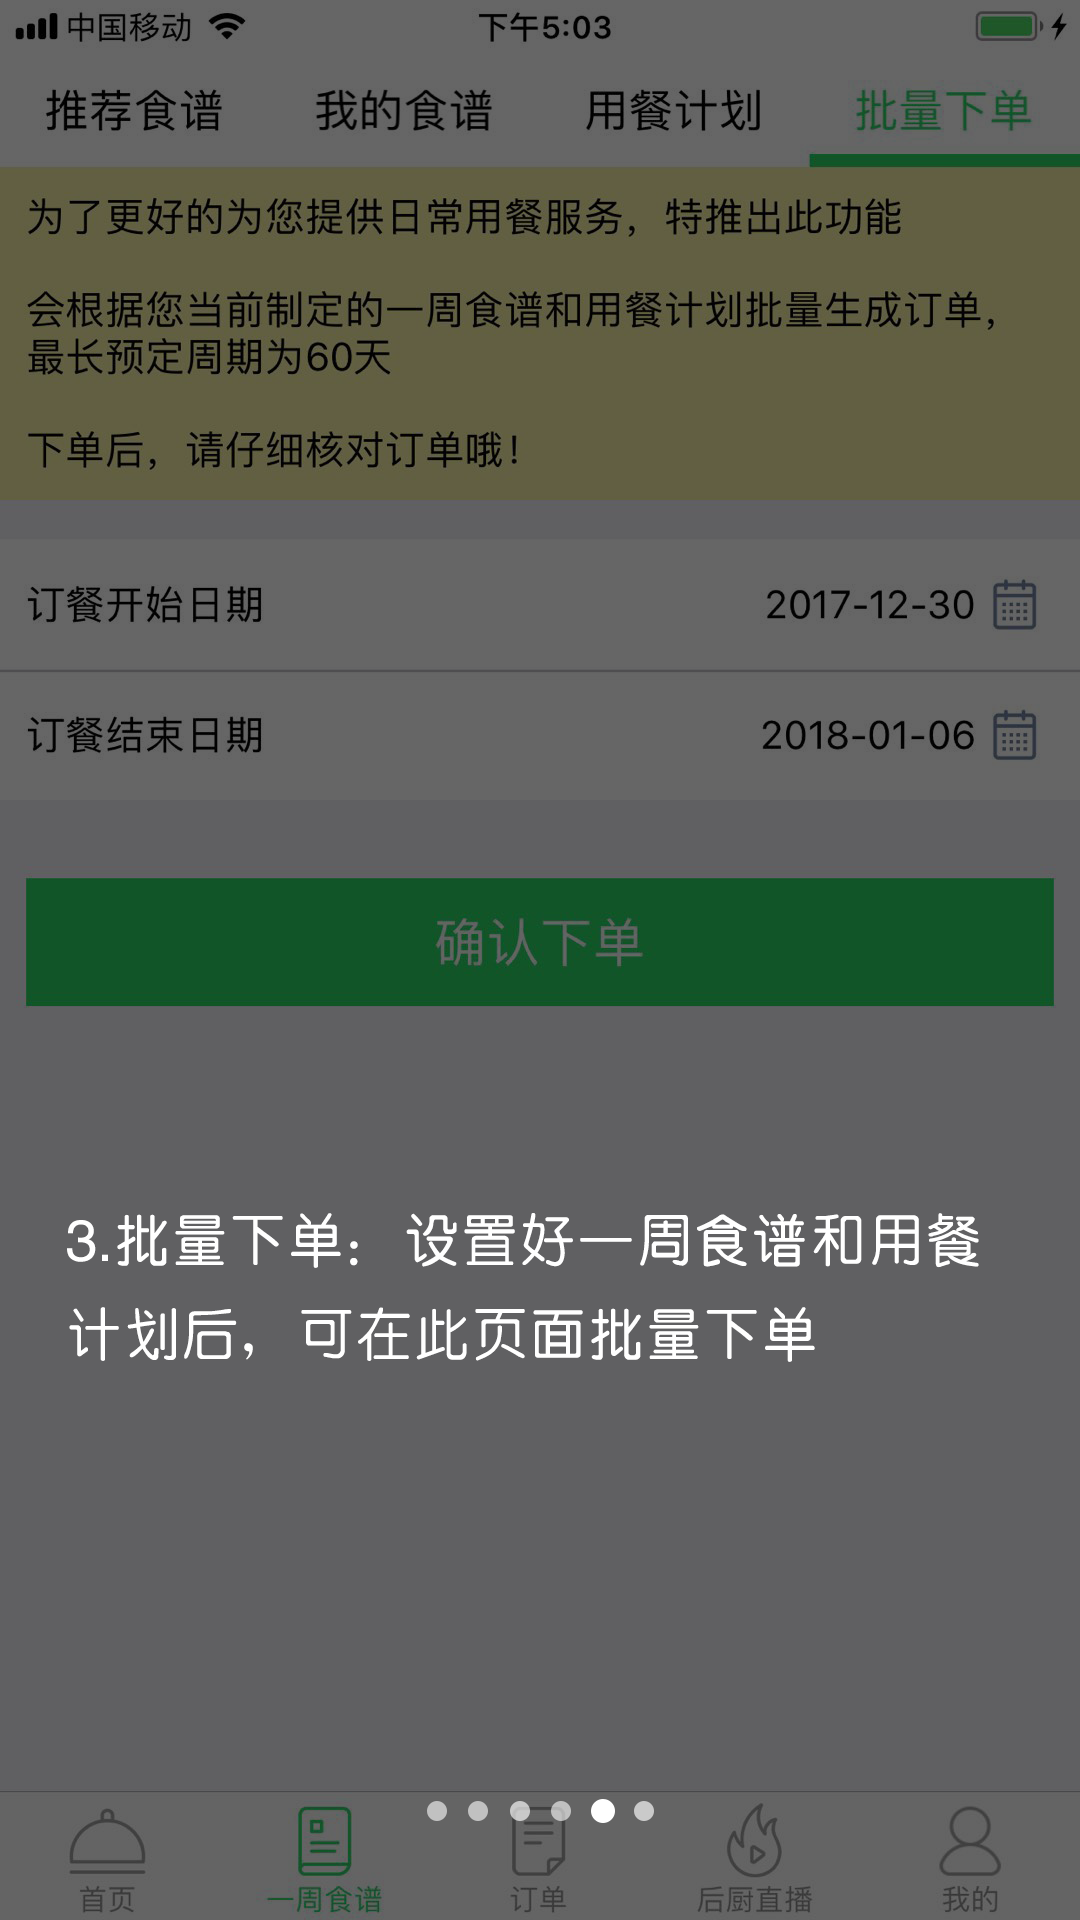 中国移动
下午5:03
推荐食谱 我的食谱 用餐计划 批量下单
为了更好的为您提供日常用餐服务，特推出此功能
会根据您当前制定的一周食谱和用餐计划批量生成订单，
最长预定周期为60天
下单后，请仔细核对订单哦！
订餐开始日期 2017-12-30
订餐结束日期 2018-01-06
确认下单
3.批量下单：设置好一周食谱和用餐
计划后，可在此页面批量下单
首页 一周食谱 订单 后厨直播 我的